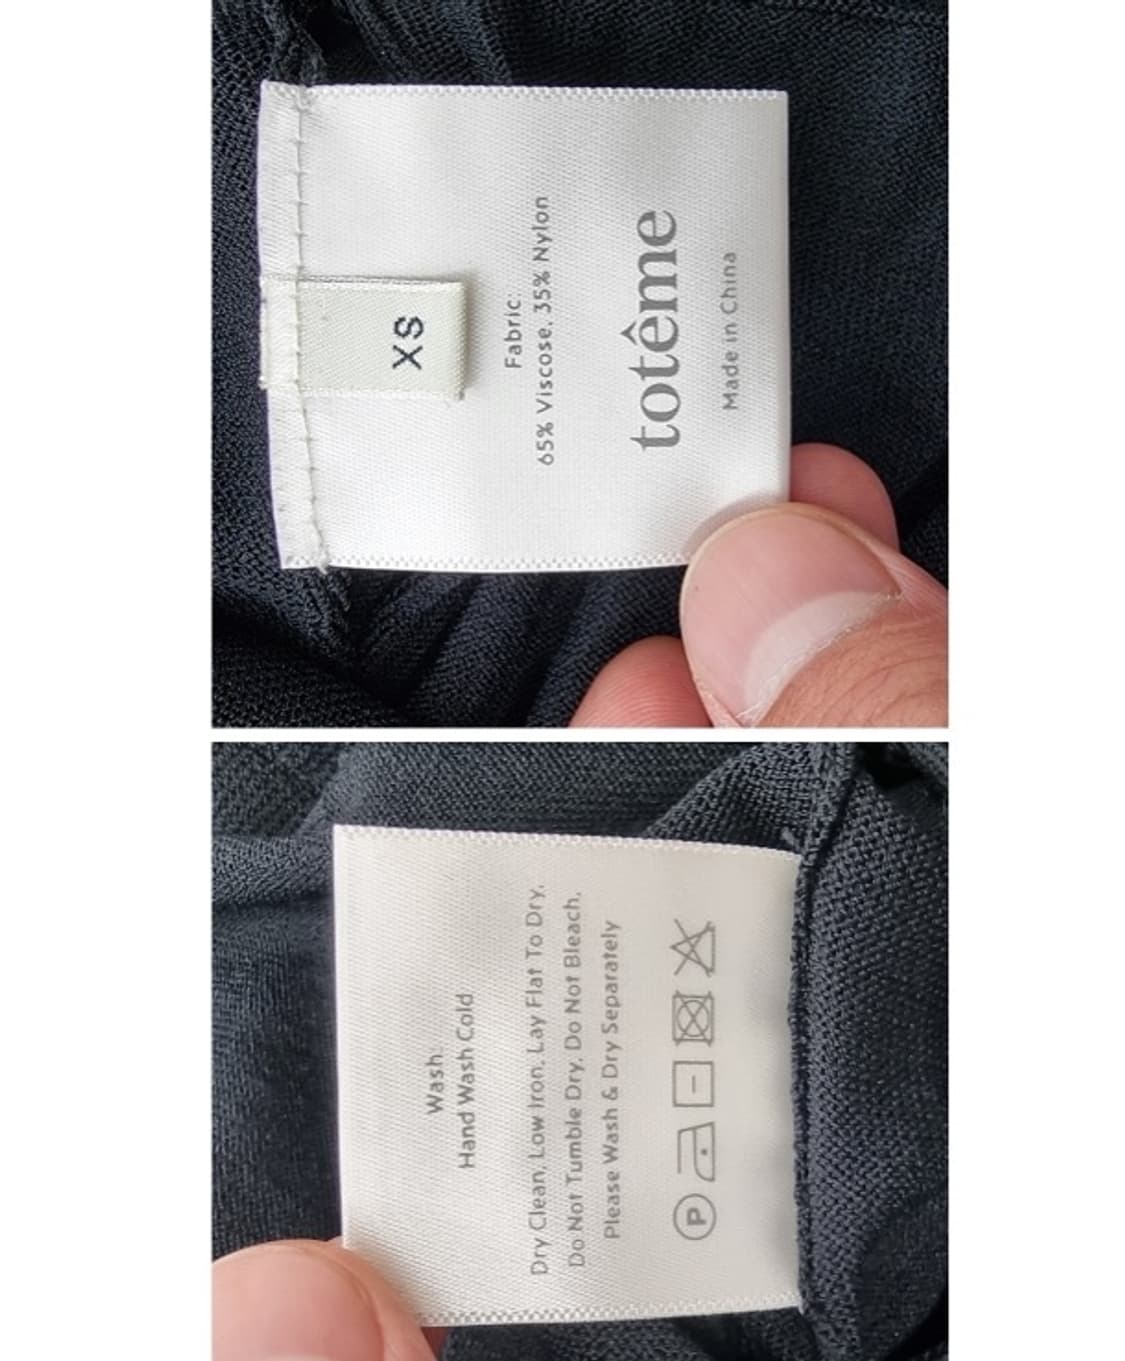 XS
Fabric:
65% Viscose, 35% Nylon
totême
Made in China
Wash:
Hand Wash Cold
Dry Clean, Low Iron, Lay Flat To Dry,
Do Not Tumble Dry, Do Not Bleach,
Please Wash & Dry Separately
P